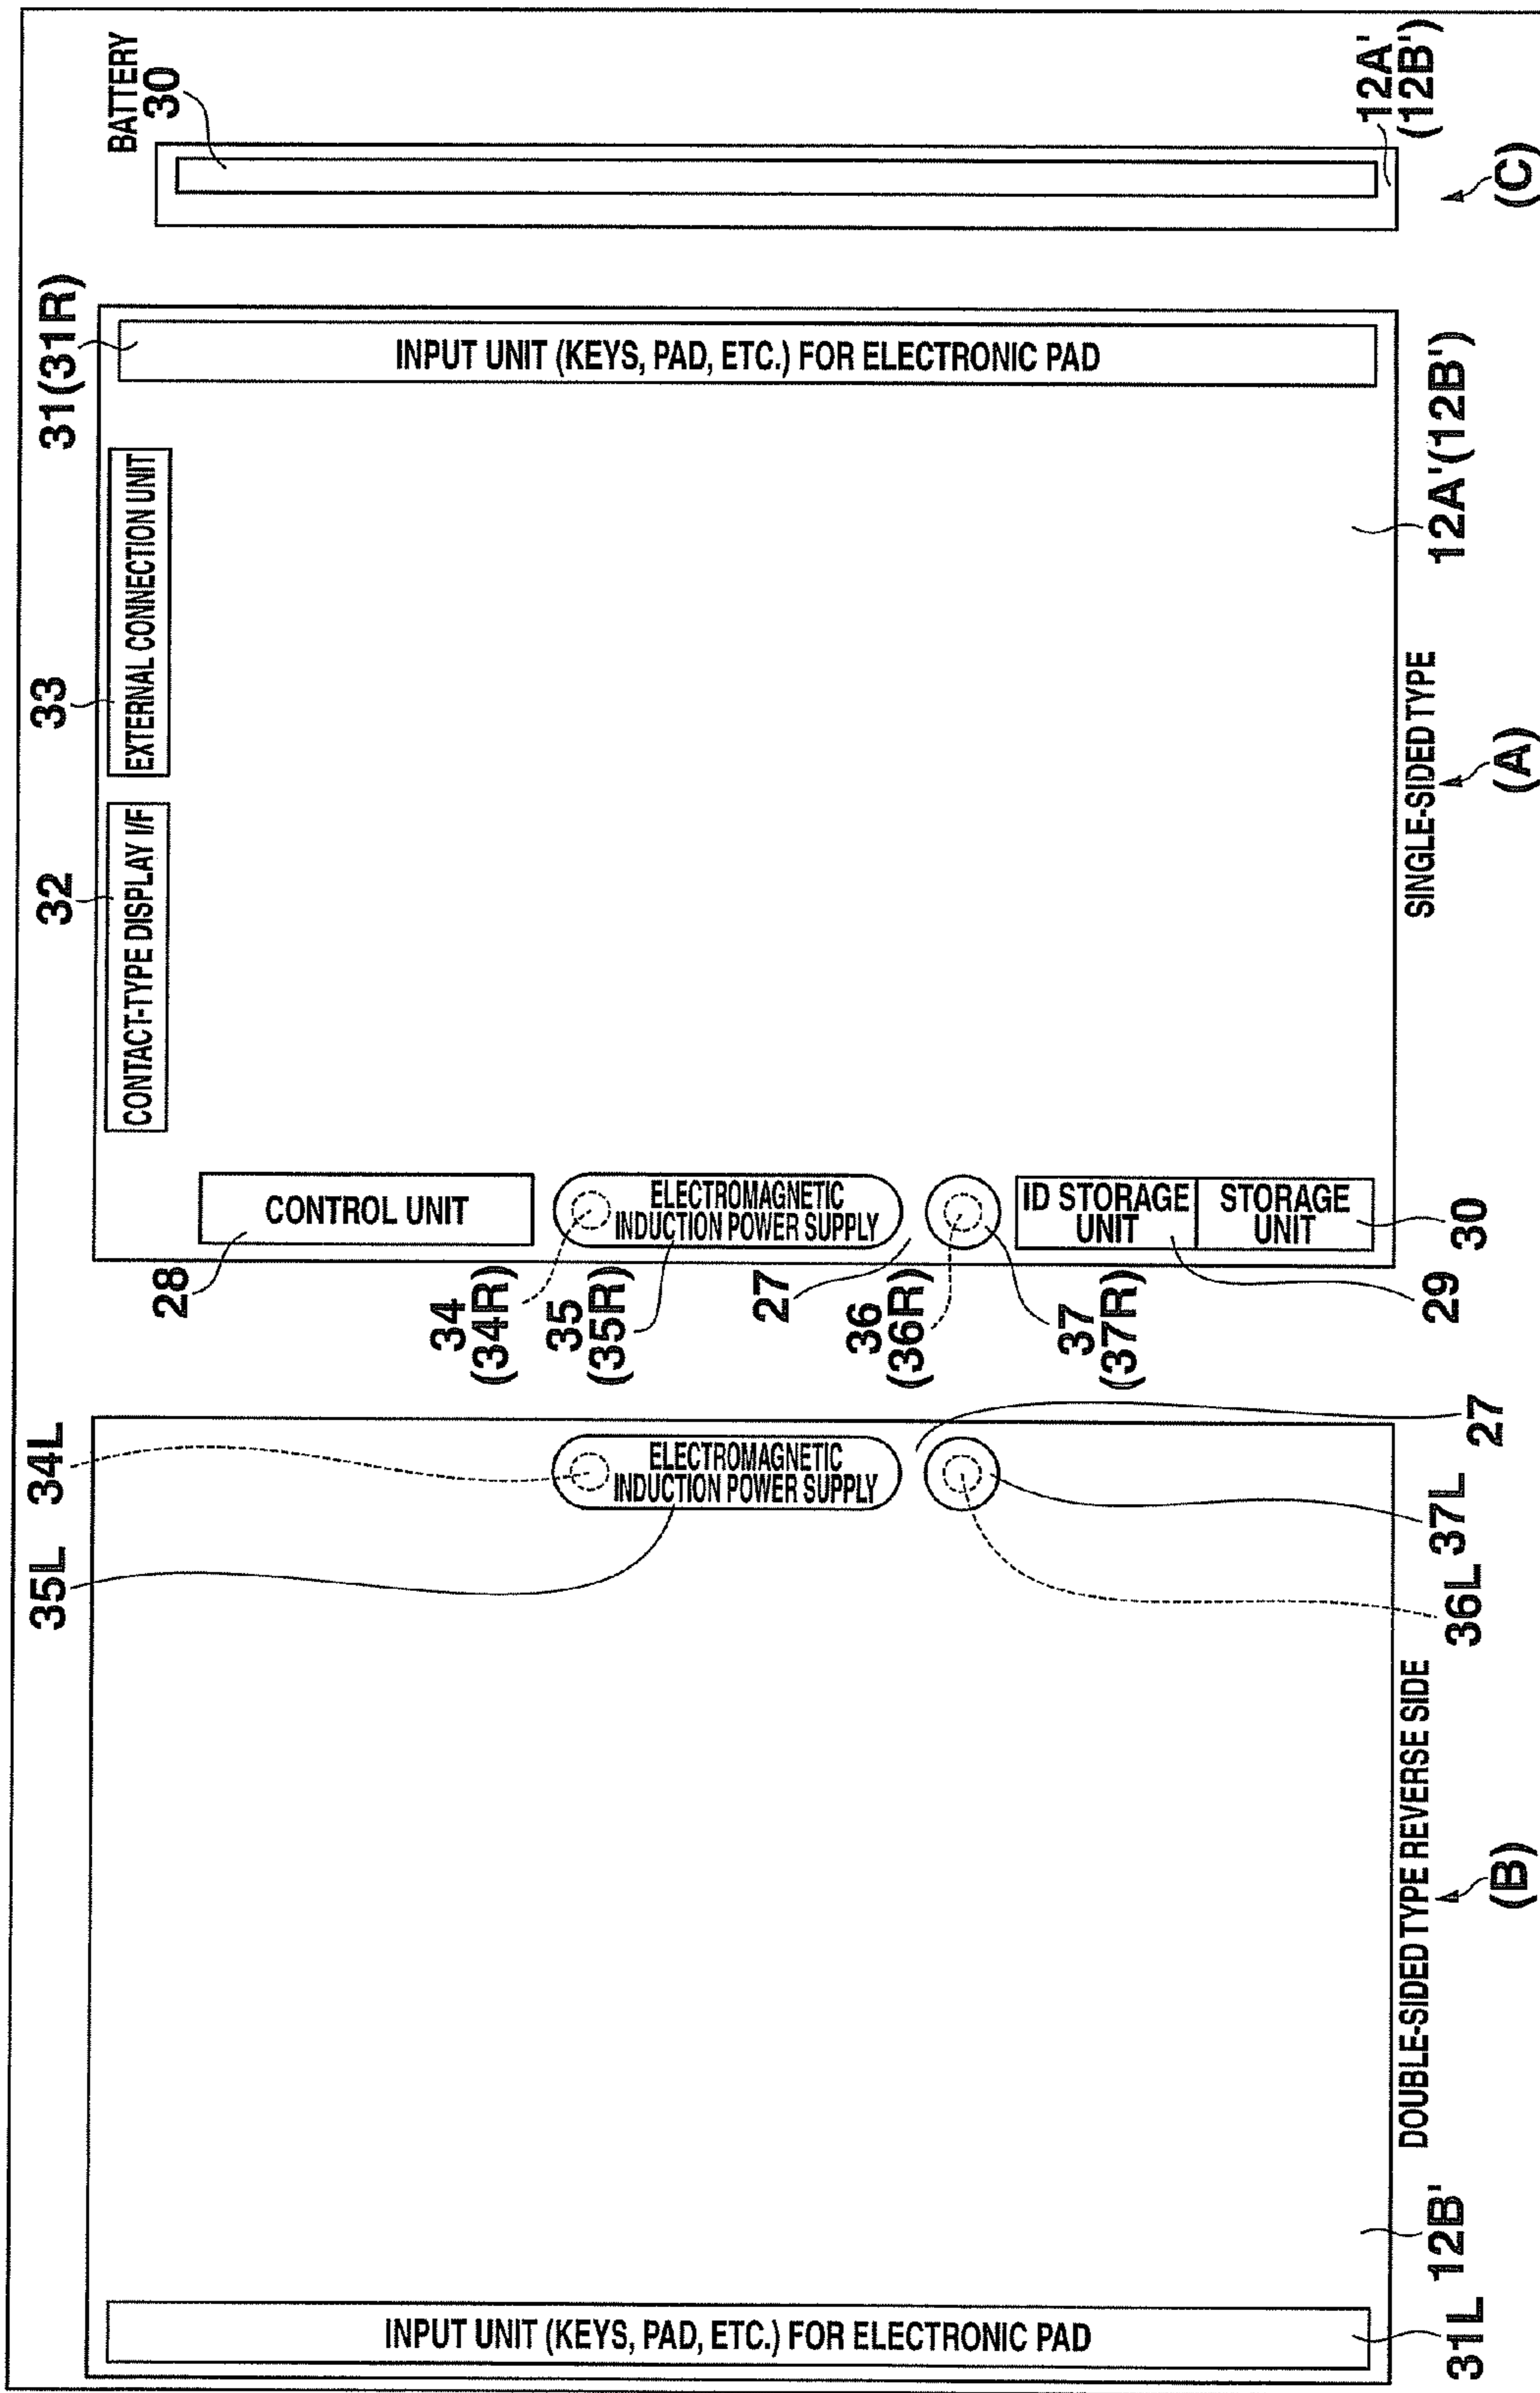 BATTERY
30
12A'
(12B')
(C)
31(31R)
INPUT UNIT (KEYS, PAD, ETC.) FOR ELECTRONIC PAD
33
EXTERNAL CONNECTION UNIT
32
CONTACT-TYPE DISPLAY I/F
12A'(12B')
CONTROL UNIT
28
ELECTROMAGNETIC
INDUCTION POWER SUPPLY
34
(34R)
35
(35R)
27
36
(36R)
37
(37R)
ID STORAGE
UNIT
STORAGE
UNIT
29
30
SINGLE-SIDED TYPE
(A)
34L
35L
ELECTROMAGNETIC
INDUCTION POWER SUPPLY
27
37L
36L
INPUT UNIT (KEYS, PAD, ETC.) FOR ELECTRONIC PAD
12B'
31L
DOUBLE-SIDED TYPE REVERSE SIDE
(B)